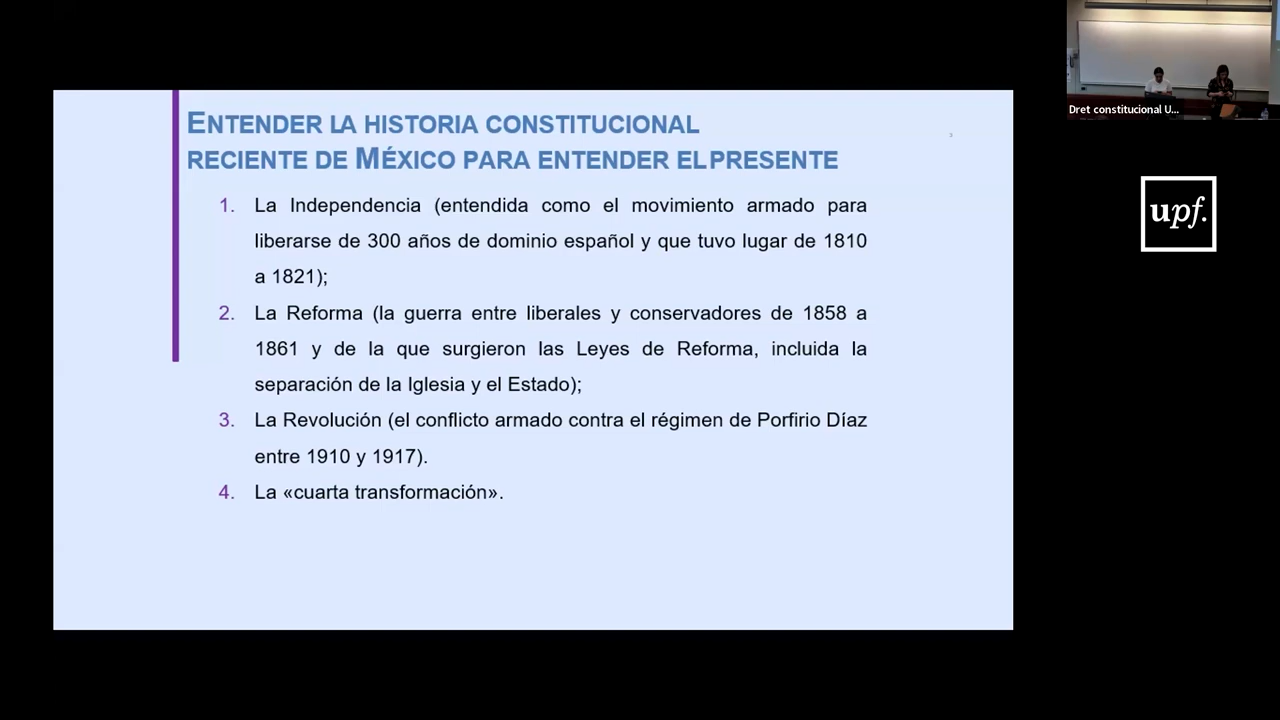 ENTENDER LA HISTORIA CONSTITUCIONAL
RECIENTE DE MÉXICO PARA ENTENDER EL PRESENTE
1. La Independencia (entendida como el movimiento armado para
liberarse de 300 años de dominio español y que tuvo lugar de 1810
a 1821);
2. La Reforma (la guerra entre liberales y conservadores de 1858 a
1861 y de la que surgieron las Leyes de Reforma, incluida la
separación de la Iglesia y el Estado);
3. La Revolución (el conflicto armado contra el régimen de Porfirio Díaz
entre 1910 y 1917).
4. La «cuarta transformación».
Dret constitucional U...
upf.